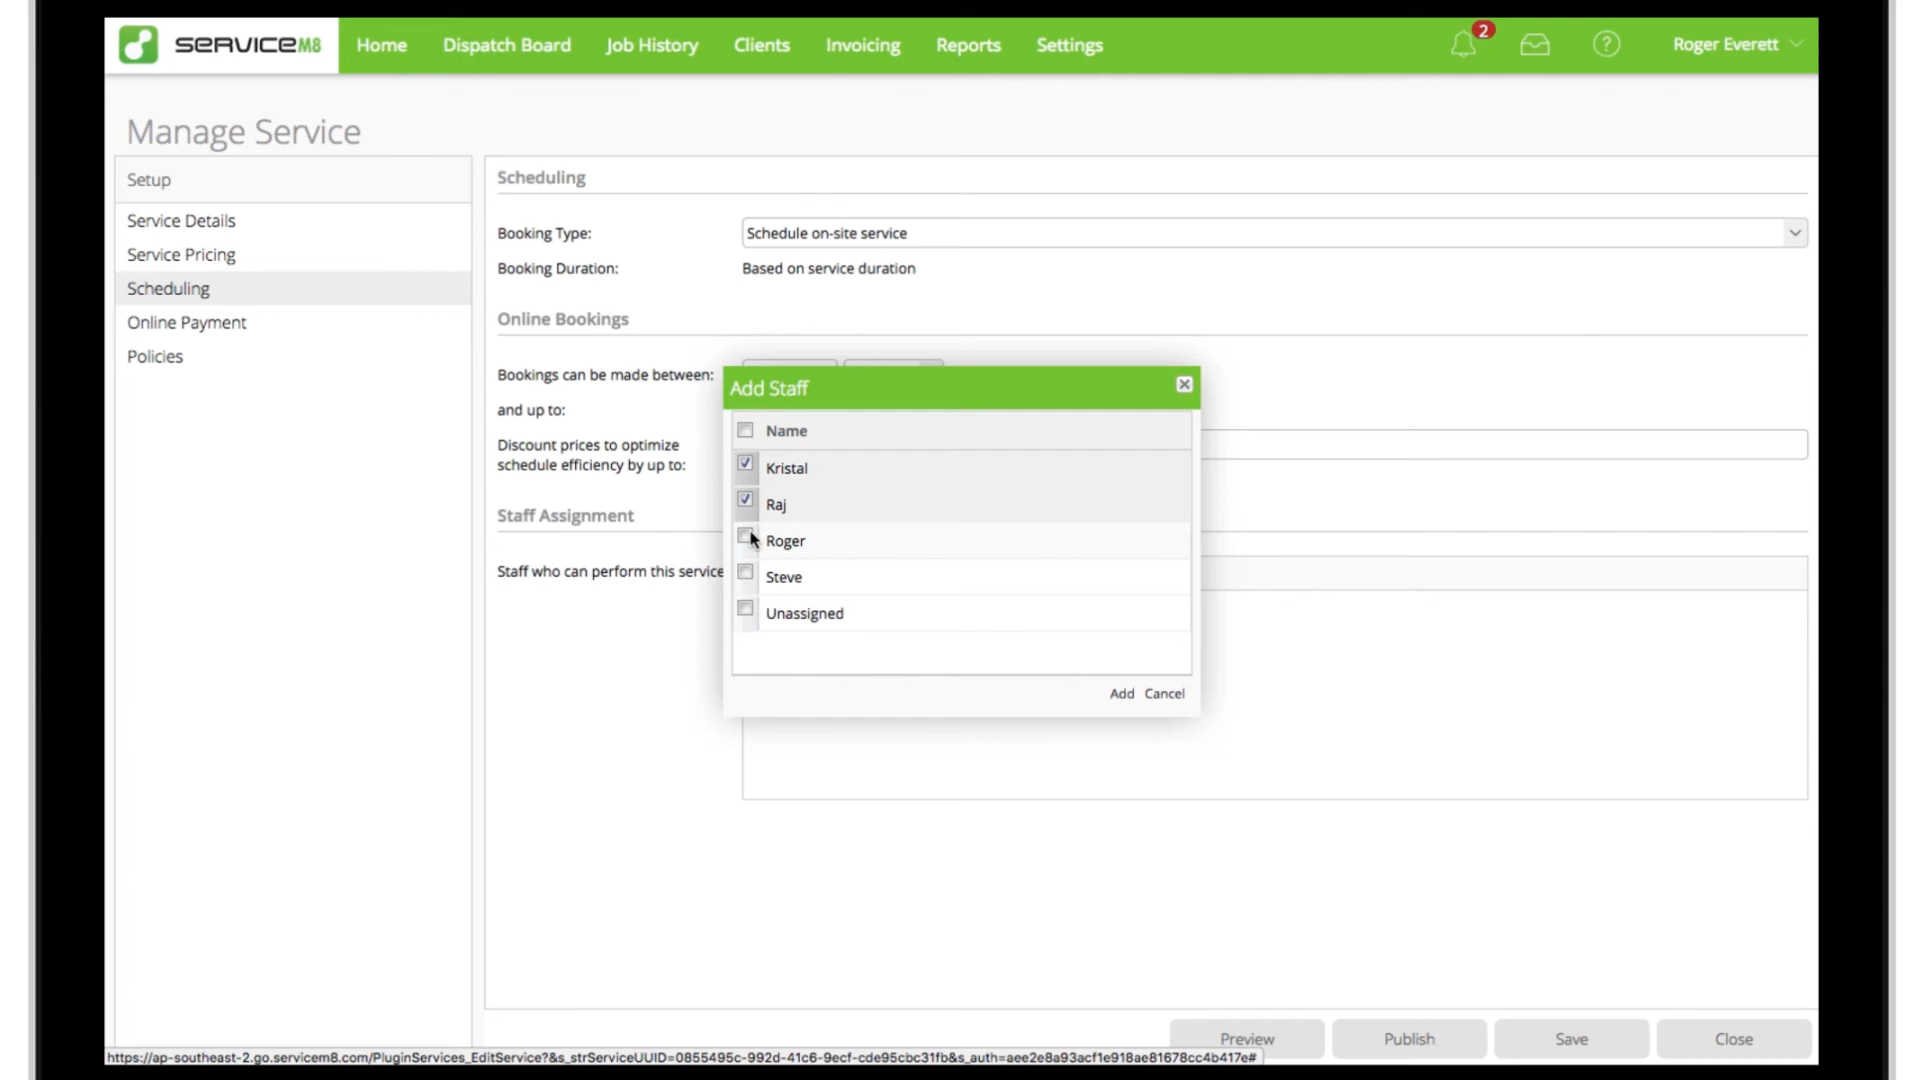 SERVICEM8 Home Dispatch Board Job History Clients Invoicing Reports Settings 2 ? Roger Everett
Manage Service
Setup
Service Details
Service Pricing
Scheduling
Online Payment
Policies
Scheduling
Booking Type: Schedule on-site service
Booking Duration: Based on service duration
Online Bookings
Bookings can be made between:
and up to:
Discount prices to optimize
schedule efficiency by up to:
Staff Assignment
Staff who can perform this service
Add Staff
Name
Kristal
Raj
Roger
Steve
Unassigned
Add Cancel
Preview Publish Save Close
https://ap-southeast-2.go.servicem8.com/PluginServices_EditService?&s_strServiceUUID=0855495c-992d-41c6-9ecf-cde95cbc31fb&s_auth=aee2e8a93acf1e918ae81678cc4b417e#